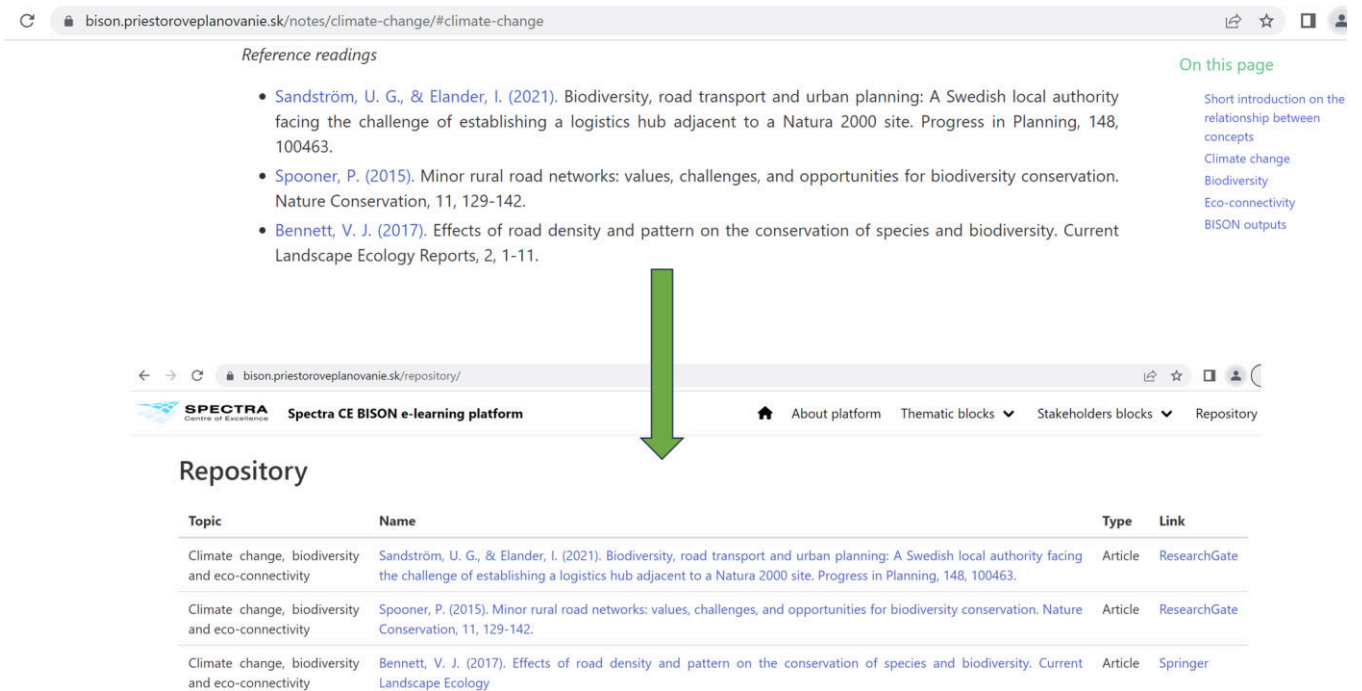 bison.priestoroveplanovanie.sk/notes/climate-change/#climate-change
Reference readings
On this page
• Sandström, U. G., & Elander, I. (2021). Biodiversity, road transport and urban planning: A Swedish local authority
facing the challenge of establishing a logistics hub adjacent to a Natura 2000 site. Progress in Planning, 148,
100463.
• Spooner, P. (2015). Minor rural road networks: values, challenges, and opportunities for biodiversity conservation.
Nature Conservation, 11, 129-142.
• Bennett, V. J. (2017). Effects of road density and pattern on the conservation of species and biodiversity. Current
Landscape Ecology Reports, 2, 1-11.
Short introduction on the
relationship between
concepts
Climate change
Biodiversity
Eco-connectivity
BISON outputs
bison.priestoroveplanovanie.sk/repository/
SPECTRA
Centre of Excellence
Spectra CE BISON e-learning platform
About platform Thematic blocks Stakeholders blocks Repository
Repository
Topic Name Type Link
Climate change, biodiversity
and eco-connectivity
Sandström, U. G., & Elander, I. (2021). Biodiversity, road transport and urban planning: A Swedish local authority facing
the challenge of establishing a logistics hub adjacent to a Natura 2000 site. Progress in Planning, 148, 100463.
Article
ResearchGate
Climate change, biodiversity
and eco-connectivity
Spooner, P. (2015). Minor rural road networks: values, challenges, and opportunities for biodiversity conservation. Nature
Conservation, 11, 129-142.
Article
ResearchGate
Climate change, biodiversity
and eco-connectivity
Bennett, V. J. (2017). Effects of road density and pattern on the conservation of species and biodiversity. Current
Landscape Ecology
Article
Springer